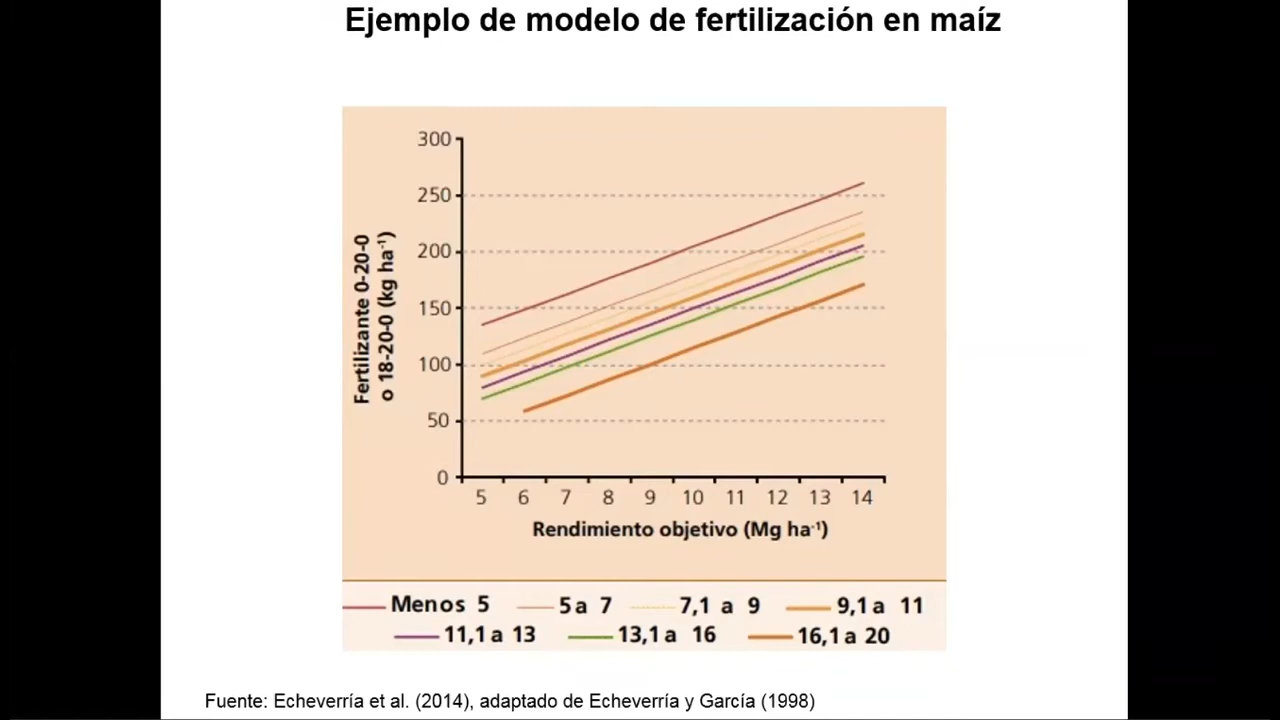 Ejemplo de modelo de fertilización en maíz
300
250
200
150
100
50
0
Fertilizante 0-20-0
o 18-20-0 (kg ha⁻¹)
5 6 7 8 9 10 11 12 13 14
Rendimiento objetivo (Mg ha⁻¹)
Menos 5 5 a 7 7,1 a 9 9,1 a 11
11,1 a 13 13,1 a 16 16,1 a 20
Fuente: Echeverría et al. (2014), adaptado de Echeverría y García (1998)